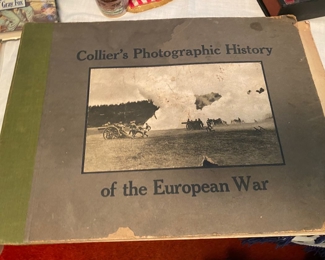 Collier's Photographic History
of the European War